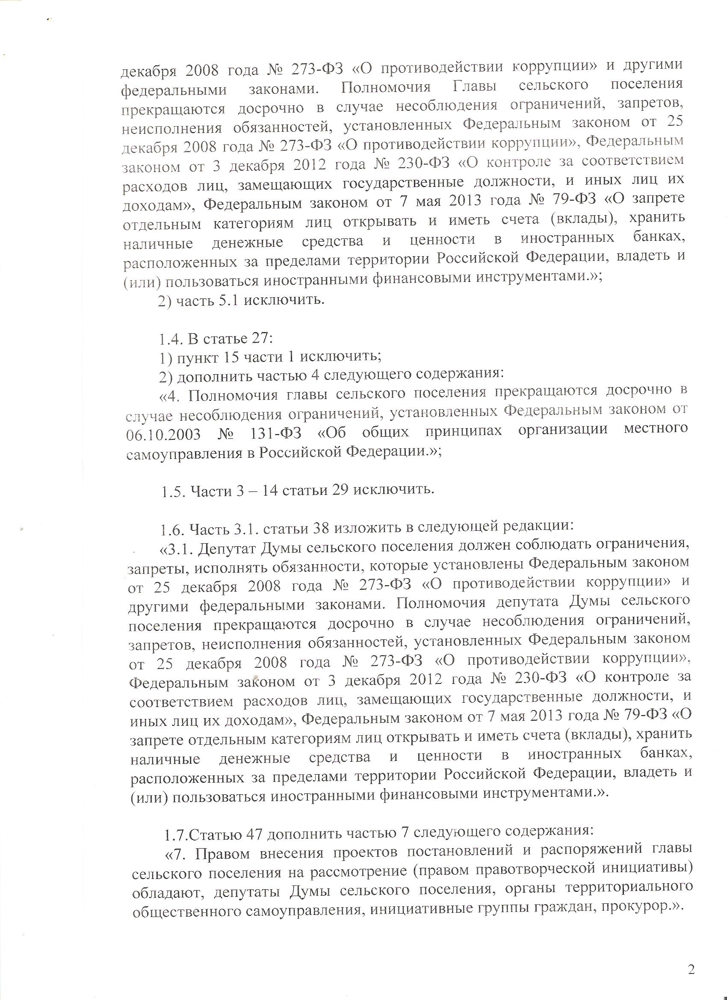 декабря 2008 года № 273-ФЗ «О противодействии коррупции» и другими
федеральными законами. Полномочия Главы сельского поселения
прекращаются досрочно в случае несоблюдения ограничений, запретов,
неисполнения обязанностей, установленных Федеральным законом от 25
декабря 2008 года № 273-ФЗ «О противодействии коррупции», Федеральным
законом от 3 декабря 2012 года № 230-ФЗ «О контроле за соответствием
расходов лиц, замещающих государственные должности, и иных лиц их
доходам», Федеральным законом от 7 мая 2013 года № 79-ФЗ «О запрете
отдельным категориям лиц открывать и иметь счета (вклады), хранить
наличные денежные средства и ценности в иностранных банках,
расположенных за пределами территории Российской Федерации, владеть и
(или) пользоваться иностранными финансовыми инструментами.»;
2) часть 5.1 исключить.
1.4. В статье 27:
1) пункт 15 части 1 исключить;
2) дополнить частью 4 следующего содержания:
«4. Полномочия главы сельского поселения прекращаются досрочно в
случае несоблюдения ограничений, установленных Федеральным законом от
06.10.2003 № 131-ФЗ «Об общих принципах организации местного
самоуправления в Российской Федерации.»;
1.5. Части 3 – 14 статьи 29 исключить.
1.6. Часть 3.1. статьи 38 изложить в следующей редакции:
«3.1. Депутат Думы сельского поселения должен соблюдать ограничения,
запреты, исполнять обязанности, которые установлены Федеральным законом
от 25 декабря 2008 года № 273-ФЗ «О противодействии коррупции» и
другими федеральными законами. Полномочия депутата Думы сельского
поселения прекращаются досрочно в случае несоблюдения ограничений,
запретов, неисполнения обязанностей, установленных Федеральным законом
от 25 декабря 2008 года № 273-ФЗ «О противодействии коррупции»,
Федеральным законом от 3 декабря 2012 года № 230-ФЗ «О контроле за
соответствием расходов лиц, замещающих государственные должности, и
иных лиц их доходам», Федеральным законом от 7 мая 2013 года № 79-ФЗ «О
запрете отдельным категориям лиц открывать и иметь счета (вклады), хранить
наличные денежные средства и ценности в иностранных банках,
расположенных за пределами территории Российской Федерации, владеть и
(или) пользоваться иностранными финансовыми инструментами.».
1.7.Статью 47 дополнить частью 7 следующего содержания:
«7. Правом внесения проектов постановлений и распоряжений главы
сельского поселения на рассмотрение (правом правотворческой инициативы)
обладают, депутаты Думы сельского поселения, органы территориального
общественного самоуправления, инициативные группы граждан, прокурор.».
2